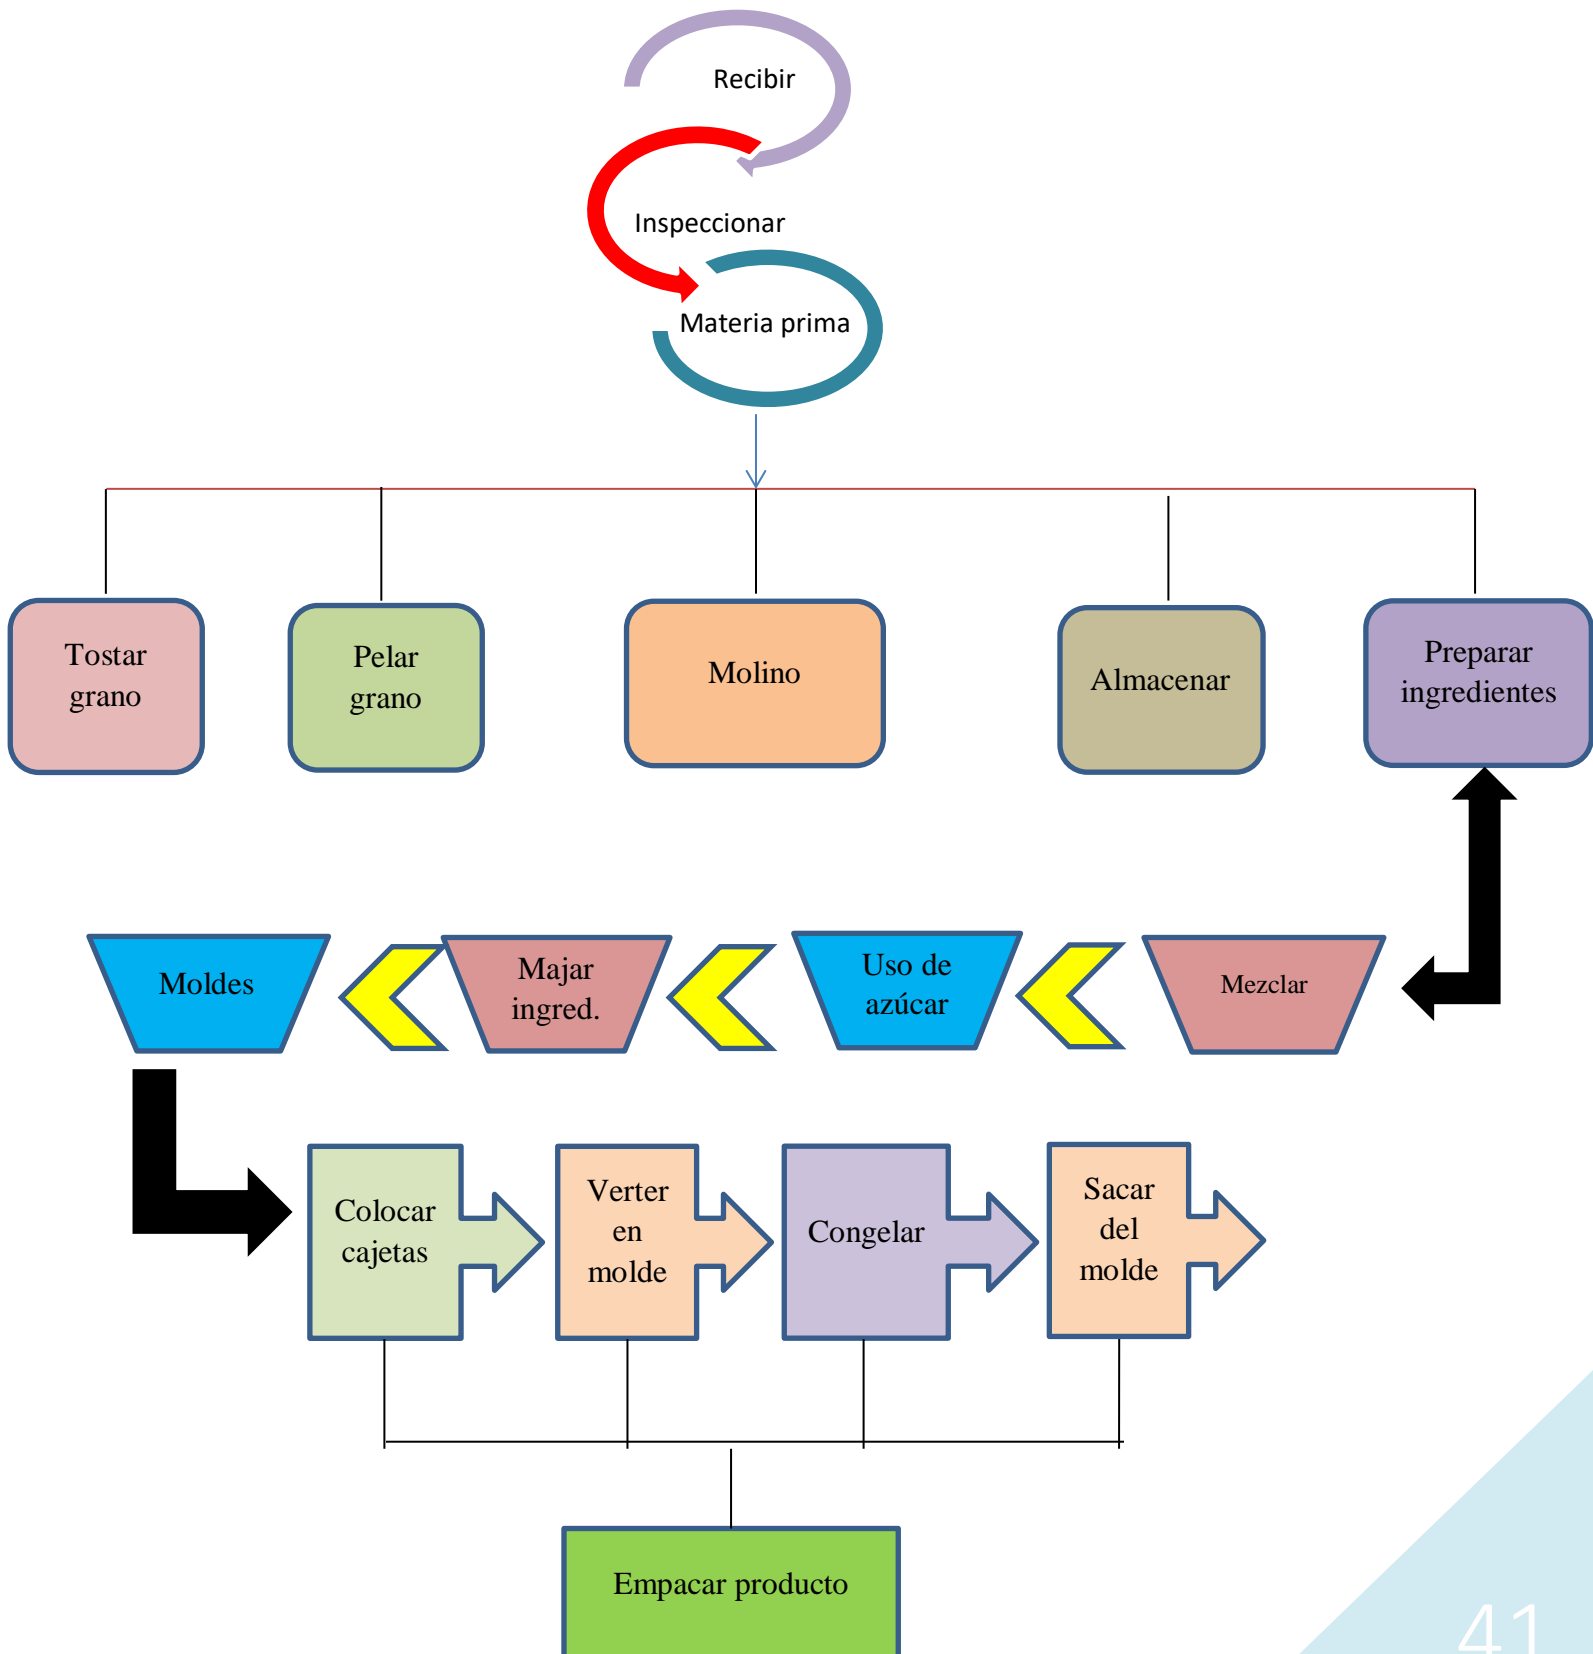 Recibir
Inspeccionar
Materia prima
Tostar
grano
Pelar
grano
Molino
Almacenar
Preparar
ingredientes
Moldes
Majar
ingred.
Uso de
azúcar
Mezclar
Colocar
cajetas
Verter
en
molde
Congelar
Sacar
del
molde
Empacar producto
41